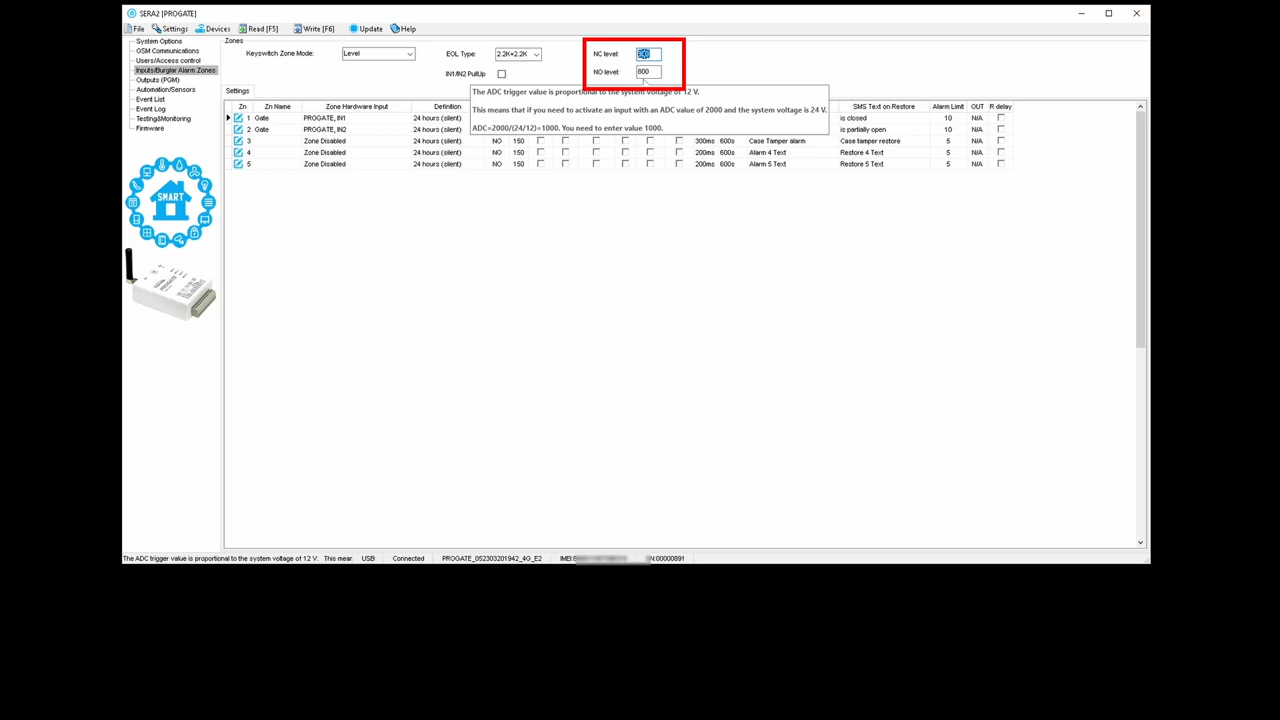 SERA2 [PROGATE]
File Settings Devices Read [F5] Write [F6] Update Help
System Options
GSM Communications
Users/Access control
Inputs/Burglar Alarm Zones
Outputs (PGM)
Automation/Sensors
Event List
Event Log
Testing&Monitoring
Firmware
SMART
PROGATE
Zones
Keyswitch Zone Mode: Level EOL Type: 2.2K+2.2K NC level:
IN1/IN2 PullUp NO level: 800
Settings
The ADC trigger value is proportional to the system voltage of 12 V.
This means that if you need to activate an input with an ADC value of 2000 and the system voltage is 24 V.
ADC=2000/(24/12)=1000. You need to enter value 1000.
Zn Zn Name Zone Hardware Input Definition SMS Text on Restore Alarm Limit OUT R delay
1 Gate PROGATE, IN1 24 hours (silent) is closed 10 N/A
2 Gate PROGATE, IN2 24 hours (silent) is partially open 10 N/A
3 Zone Disabled 24 hours (silent) NO 150 300ms 600s Case Tamper alarm Case tamper restore 5 N/A
4 Zone Disabled 24 hours (silent) NO 150 200ms 600s Alarm 4 Text Restore 4 Text 5 N/A
5 Zone Disabled 24 hours (silent) NO 150 200ms 600s Alarm 5 Text Restore 5 Text 5 N/A
The ADC trigger value is proportional to the system voltage of 12 V. This mear USB Connected PROGATE_052303201942_4G_E2 IMEI: N:00000891